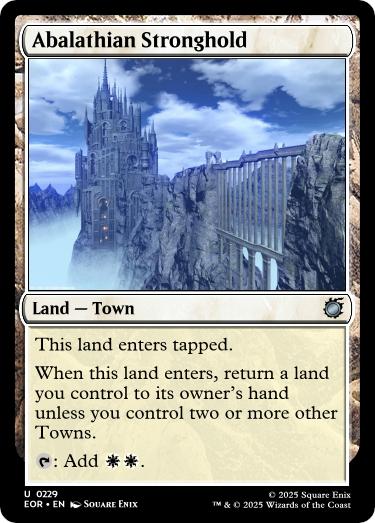 Abalathian Stronghold
Land — Town
This land enters tapped.
When this land enters, return a land
you control to its owner's hand
unless you control two or more other
Towns.
: Add .
U 0229
EOR • EN SQUARE ENIX
© 2025 Square Enix
™ & © 2025 Wizards of the Coast